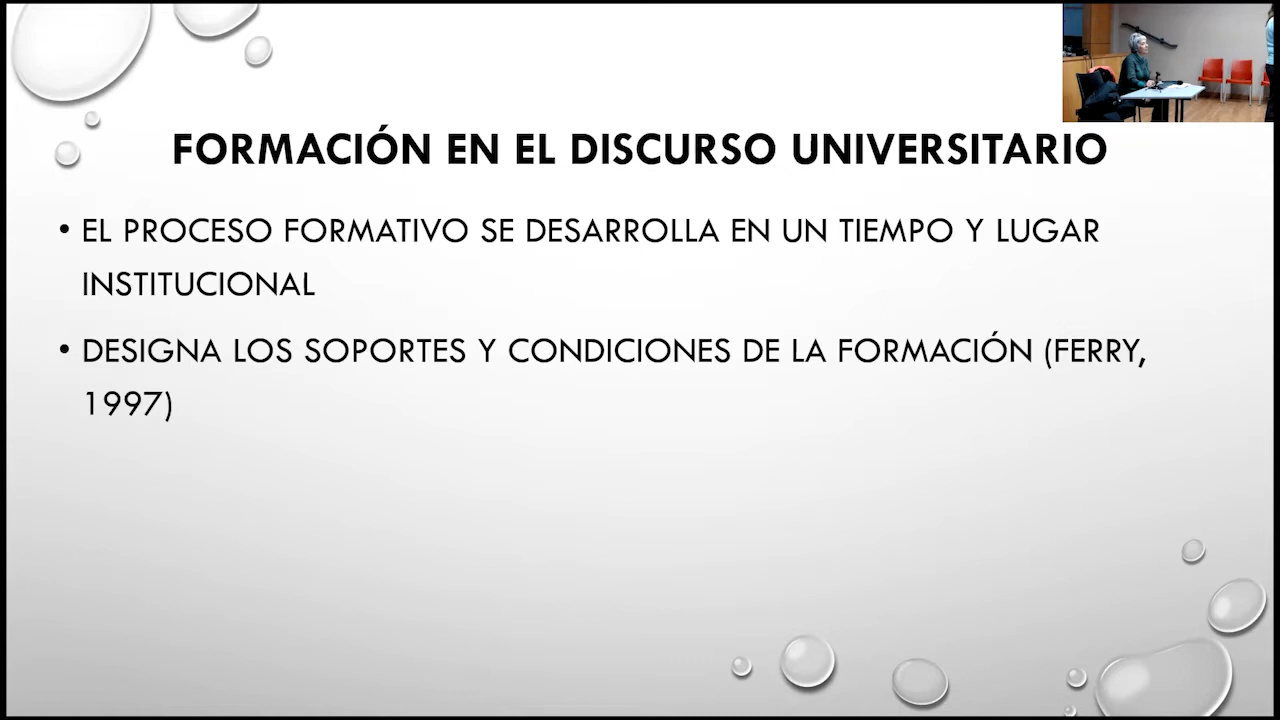 FORMACIÓN EN EL DISCURSO UNIVERSITARIO
• EL PROCESO FORMATIVO SE DESARROLLA EN UN TIEMPO Y LUGAR
INSTITUCIONAL
• DESIGNA LOS SOPORTES Y CONDICIONES DE LA FORMACIÓN (FERRY,
1997)